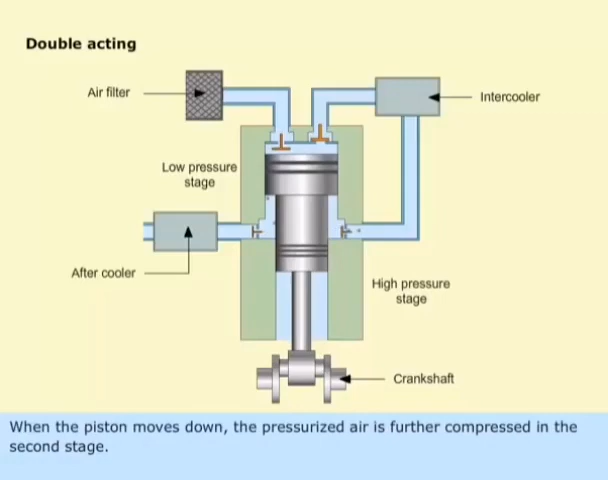 Double acting
Air filter
Intercooler
Low pressure
stage
After cooler
High pressure
stage
Crankshaft
When the piston moves down, the pressurized air is further compressed in the
second stage.